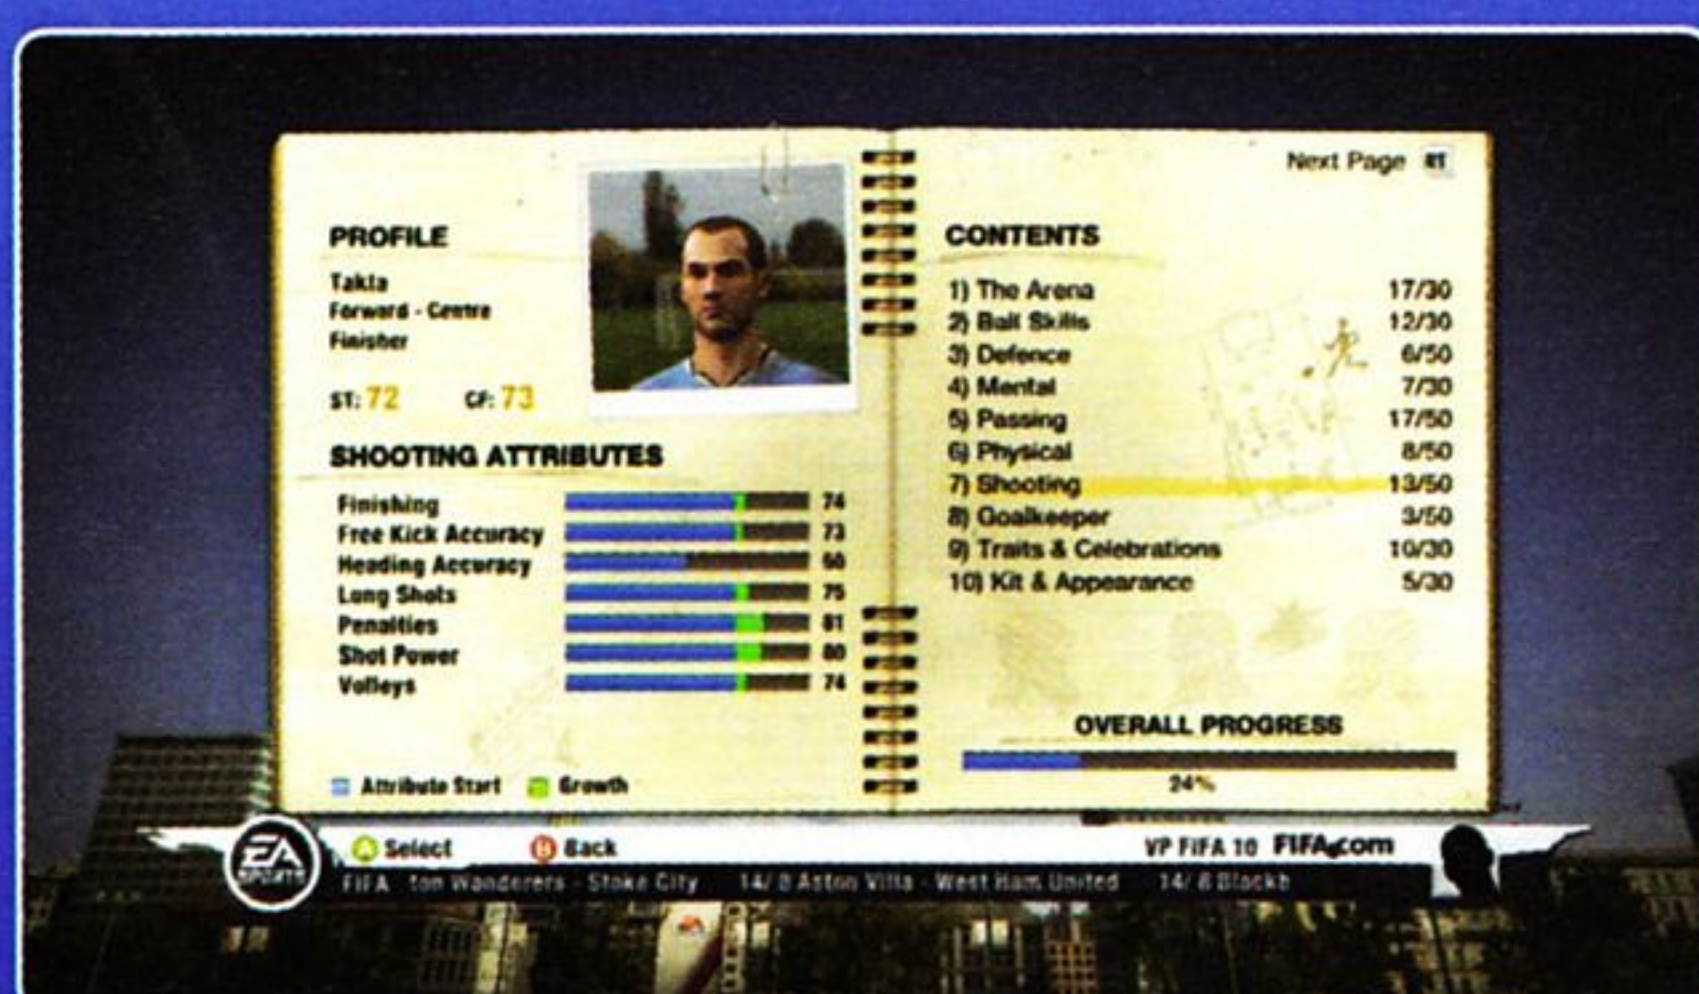 PROFILE
Takta
Forward - Centre
Finisher
ST: 72 CF: 73
SHOOTING ATTRIBUTES
Finishing 74
Free Kick Accuracy 73
Heading Accuracy
Long Shots 75
Penalties 81
Shot Power 80
Volleys 74
Attribute Start Growth
Next Page RT
CONTENTS
1) The Arena 17/30
2) Ball Skills 12/30
3) Defence 6/50
4) Mental 7/30
5) Passing 17/50
6) Physical 8/50
7) Shooting 13/50
8) Goalkeeper 3/50
9) Traits & Celebrations 10/30
10) Kit & Appearance 5/30
OVERALL PROGRESS
24%
EA SPORTS
A Select B Back
VP FIFA 10 FIFA.com
FIFA ton Wanderers - Stoke City 14/ 8 Aston Villa - West Ham United 14/ 8 Blackb